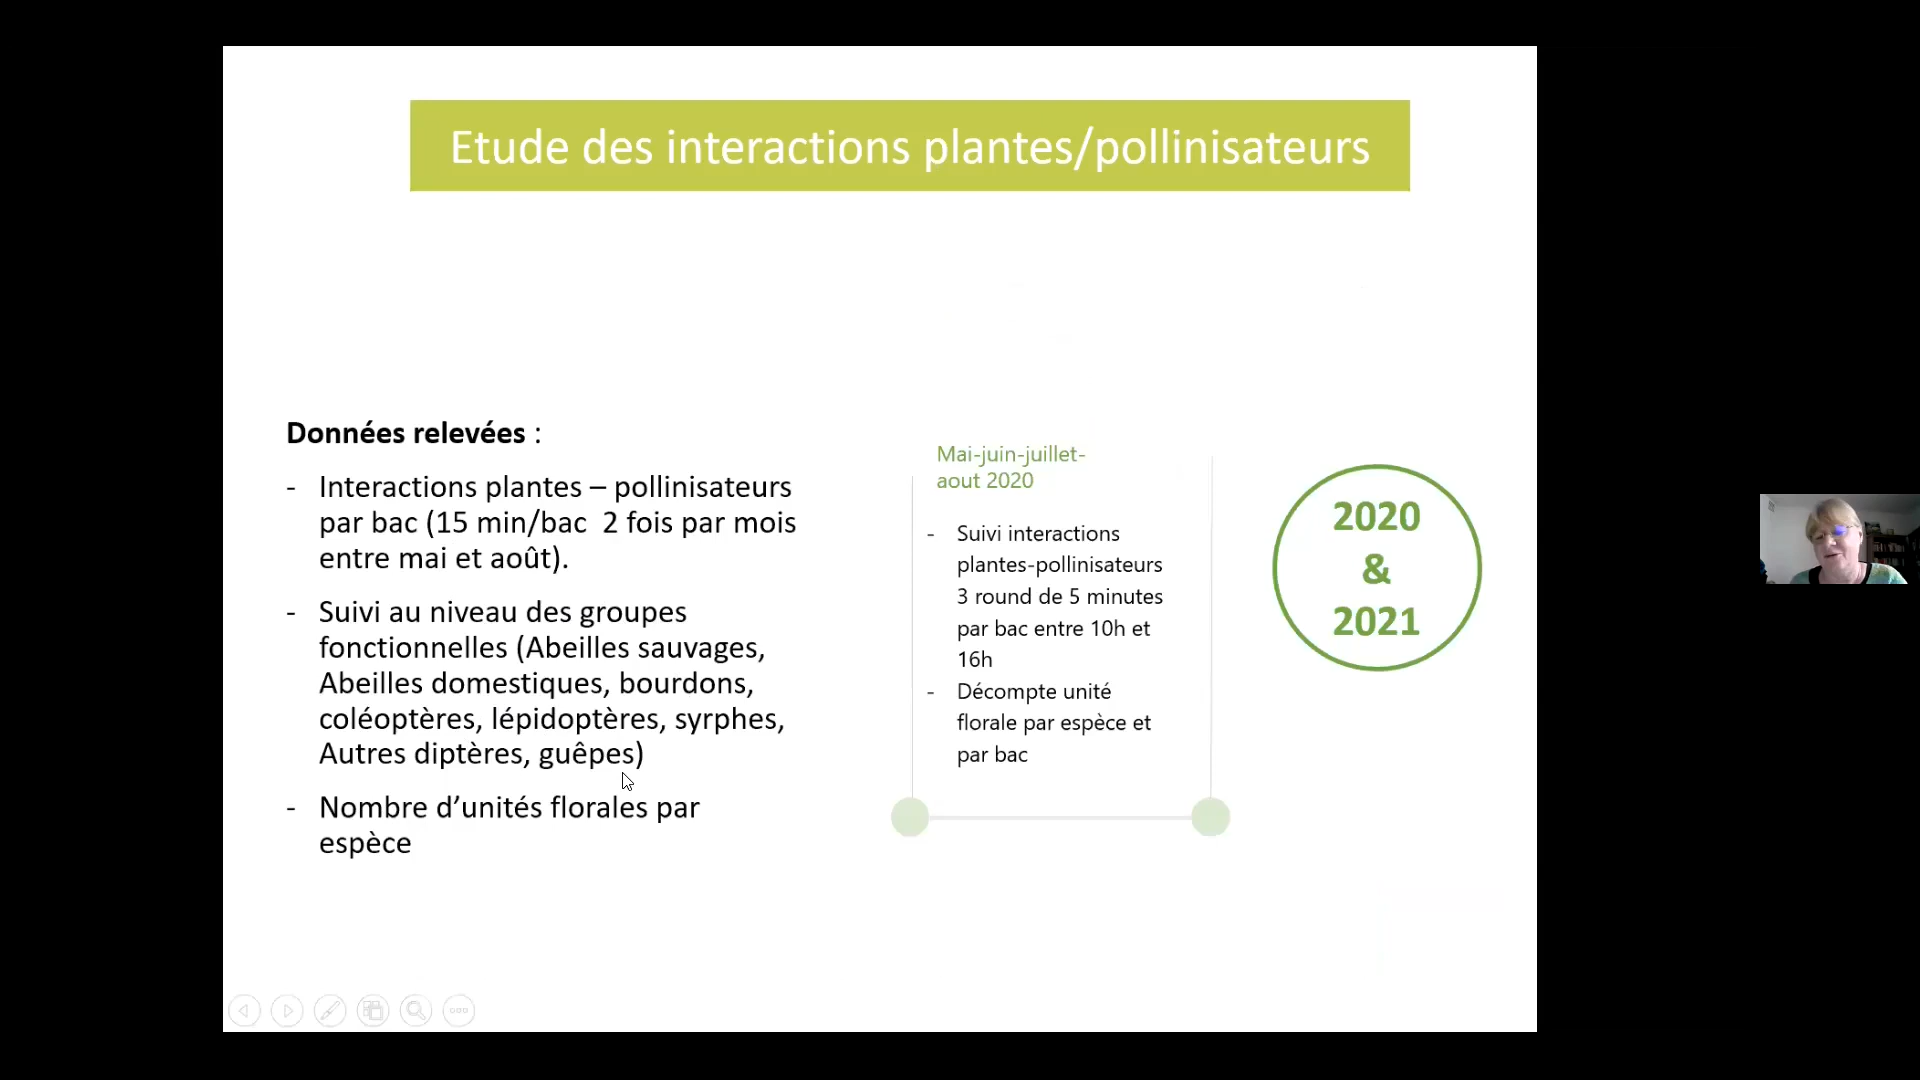 Etude des interactions plantes/pollinisateurs
Données relevées :
- Interactions plantes – pollinisateurs
par bac (15 min/bac 2 fois par mois
entre mai et août).
- Suivi au niveau des groupes
fonctionnelles (Abeilles sauvages,
Abeilles domestiques, bourdons,
coléoptères, lépidoptères, syrphes,
Autres diptères, guêpes)
- Nombre d’unités florales par
espèce
Mai-juin-juillet-
aout 2020
- Suivi interactions
plantes-pollinisateurs
3 round de 5 minutes
par bac entre 10h et
16h
- Décompte unité
florale par espèce et
par bac
2020
&
2021